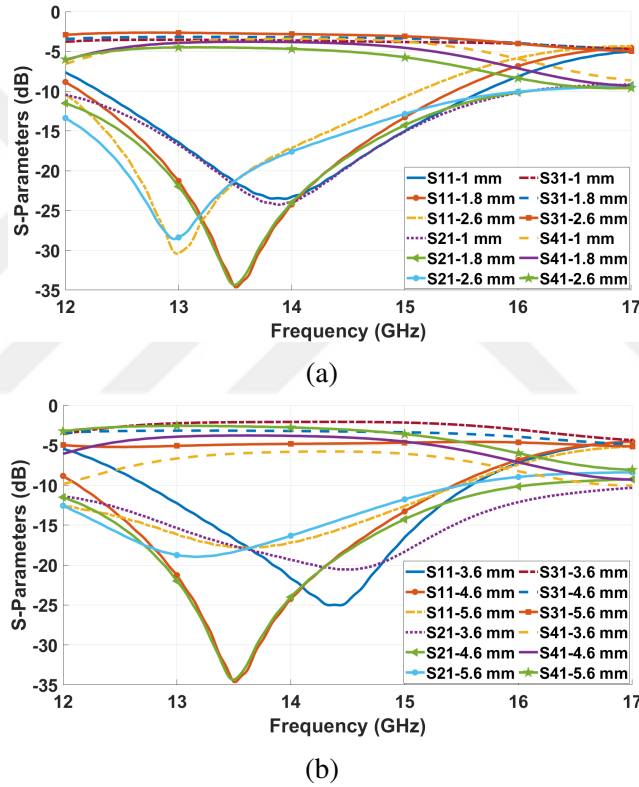 0
-5
-10
-15
-20
-25
-30
-35
S-Parameters (dB)
S11-1 mm S31-1 mm
S11-1.8 mm S31-1.8 mm
S11-2.6 mm S31-2.6 mm
S21-1 mm S41-1 mm
S21-1.8 mm S41-1.8 mm
S21-2.6 mm S41-2.6 mm
12 13 14 15 16 17
Frequency (GHz)
(a)
0
-5
-10
-15
-20
-25
-30
-35
S-Parameters (dB)
S11-3.6 mm S31-3.6 mm
S11-4.6 mm S31-4.6 mm
S11-5.6 mm S31-5.6 mm
S21-3.6 mm S41-3.6 mm
S21-4.6 mm S41-4.6 mm
S21-5.6 mm S41-5.6 mm
12 13 14 15 16 17
Frequency (GHz)
(b)